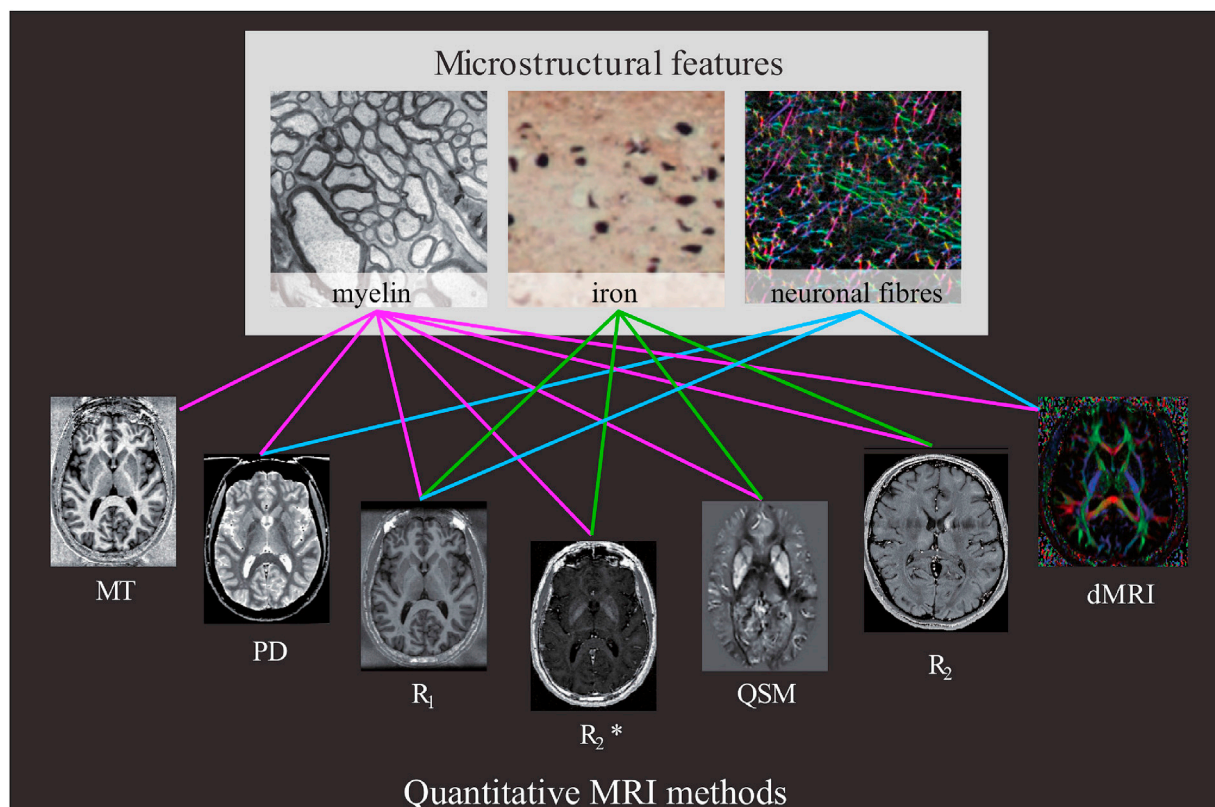 Microstructural features
myelin
iron
neuronal fibres
MT
PD
R₁
R₂*
QSM
R₂
dMRI
Quantitative MRI methods